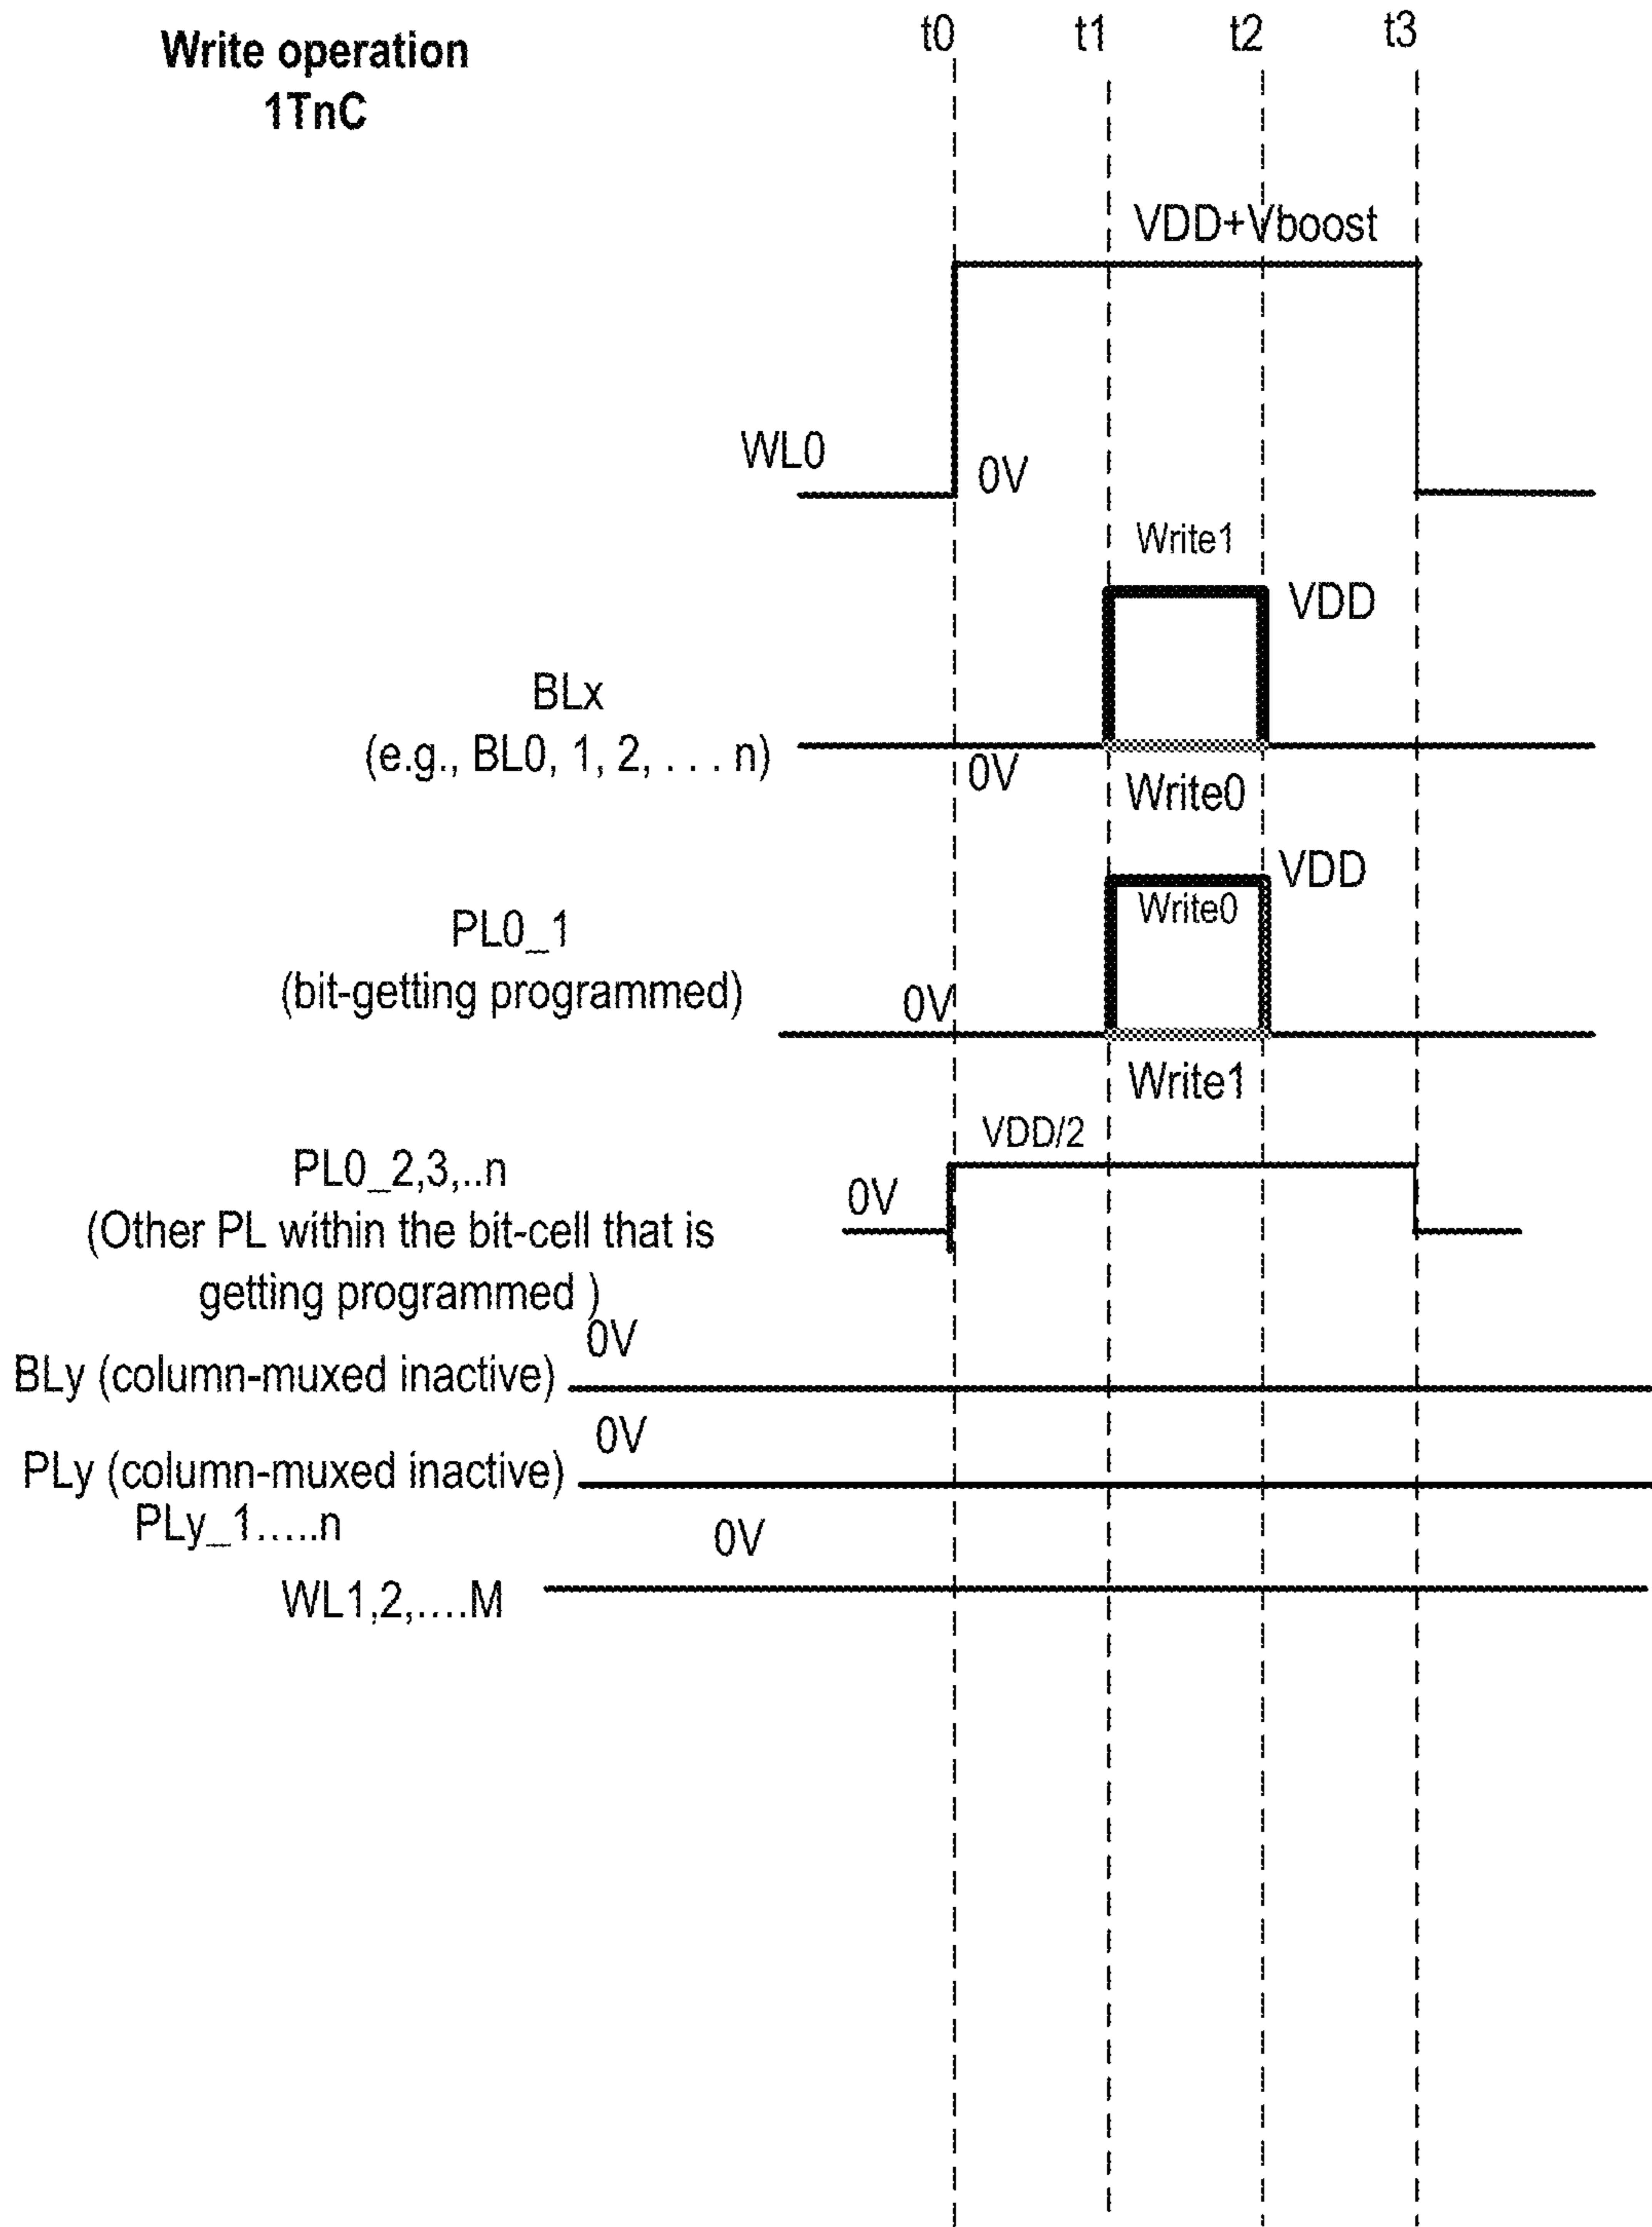 Write operation
1TnC
t0 t1 t2 t3
VDD+Vboost
WL0
0V
Write1
VDD
BLx
(e.g., BL0, 1, 2, . . . n)
0V
Write0
VDD
Write0
PL0_1
(bit-getting programmed)
0V
Write1
VDD/2
PL0_2,3,..n
0V
(Other PL within the bit-cell that is
getting programmed )
0V
BLy (column-muxed inactive)
0V
PLy (column-muxed inactive)
PLy_1.....n
0V
WL1,2,....M